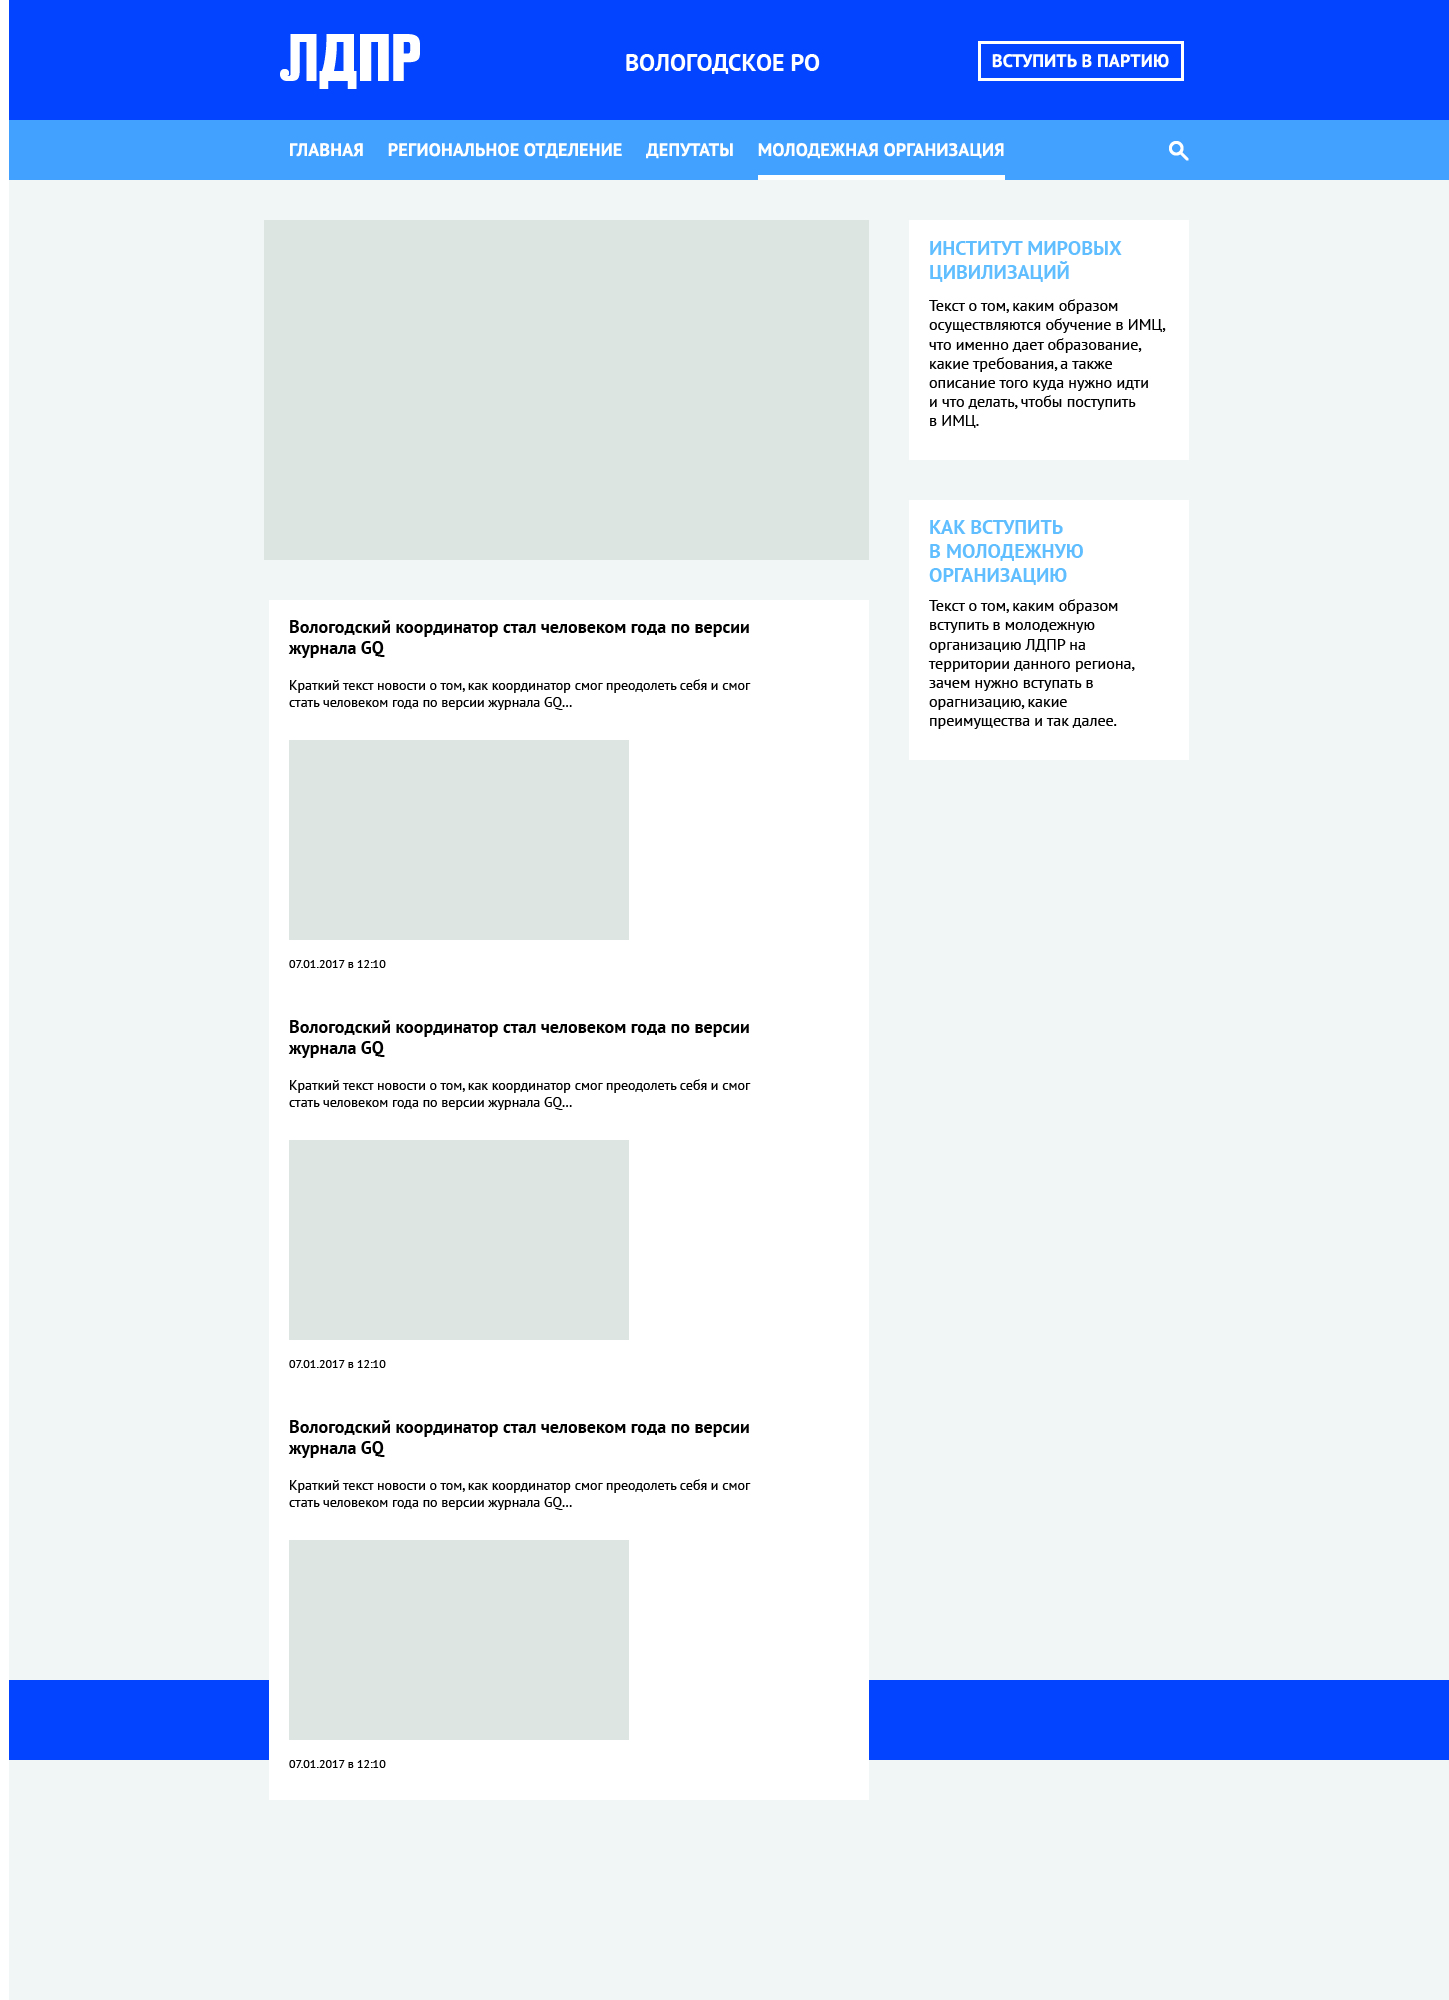 ЛДПР
ВОЛОГОДСКОЕ РО
ВСТУПИТЬ В ПАРТИЮ
ГЛАВНАЯ РЕГИОНАЛЬНОЕ ОТДЕЛЕНИЕ ДЕПУТАТЫ МОЛОДЕЖНАЯ ОРГАНИЗАЦИЯ
Вологодский координатор стал человеком года по версии
журнала GQ
Краткий текст новости о том, как координатор смог преодолеть себя и смог
стать человеком года по версии журнала GQ...
07.01.2017 в 12:10
Вологодский координатор стал человеком года по версии
журнала GQ
Краткий текст новости о том, как координатор смог преодолеть себя и смог
стать человеком года по версии журнала GQ...
07.01.2017 в 12:10
Вологодский координатор стал человеком года по версии
журнала GQ
Краткий текст новости о том, как координатор смог преодолеть себя и смог
стать человеком года по версии журнала GQ...
07.01.2017 в 12:10
ИНСТИТУТ МИРОВЫХ
ЦИВИЛИЗАЦИЙ
Текст о том, каким образом
осуществляются обучение в ИМЦ,
что именно дает образование,
какие требования, а также
описание того куда нужно идти
и что делать, чтобы поступить
в ИМЦ.
КАК ВСТУПИТЬ
В МОЛОДЕЖНУЮ
ОРГАНИЗАЦИЮ
Текст о том, каким образом
вступить в молодежную
организацию ЛДПР на
территории данного региона,
зачем нужно вступать в
орагнизацию, какие
преимущества и так далее.